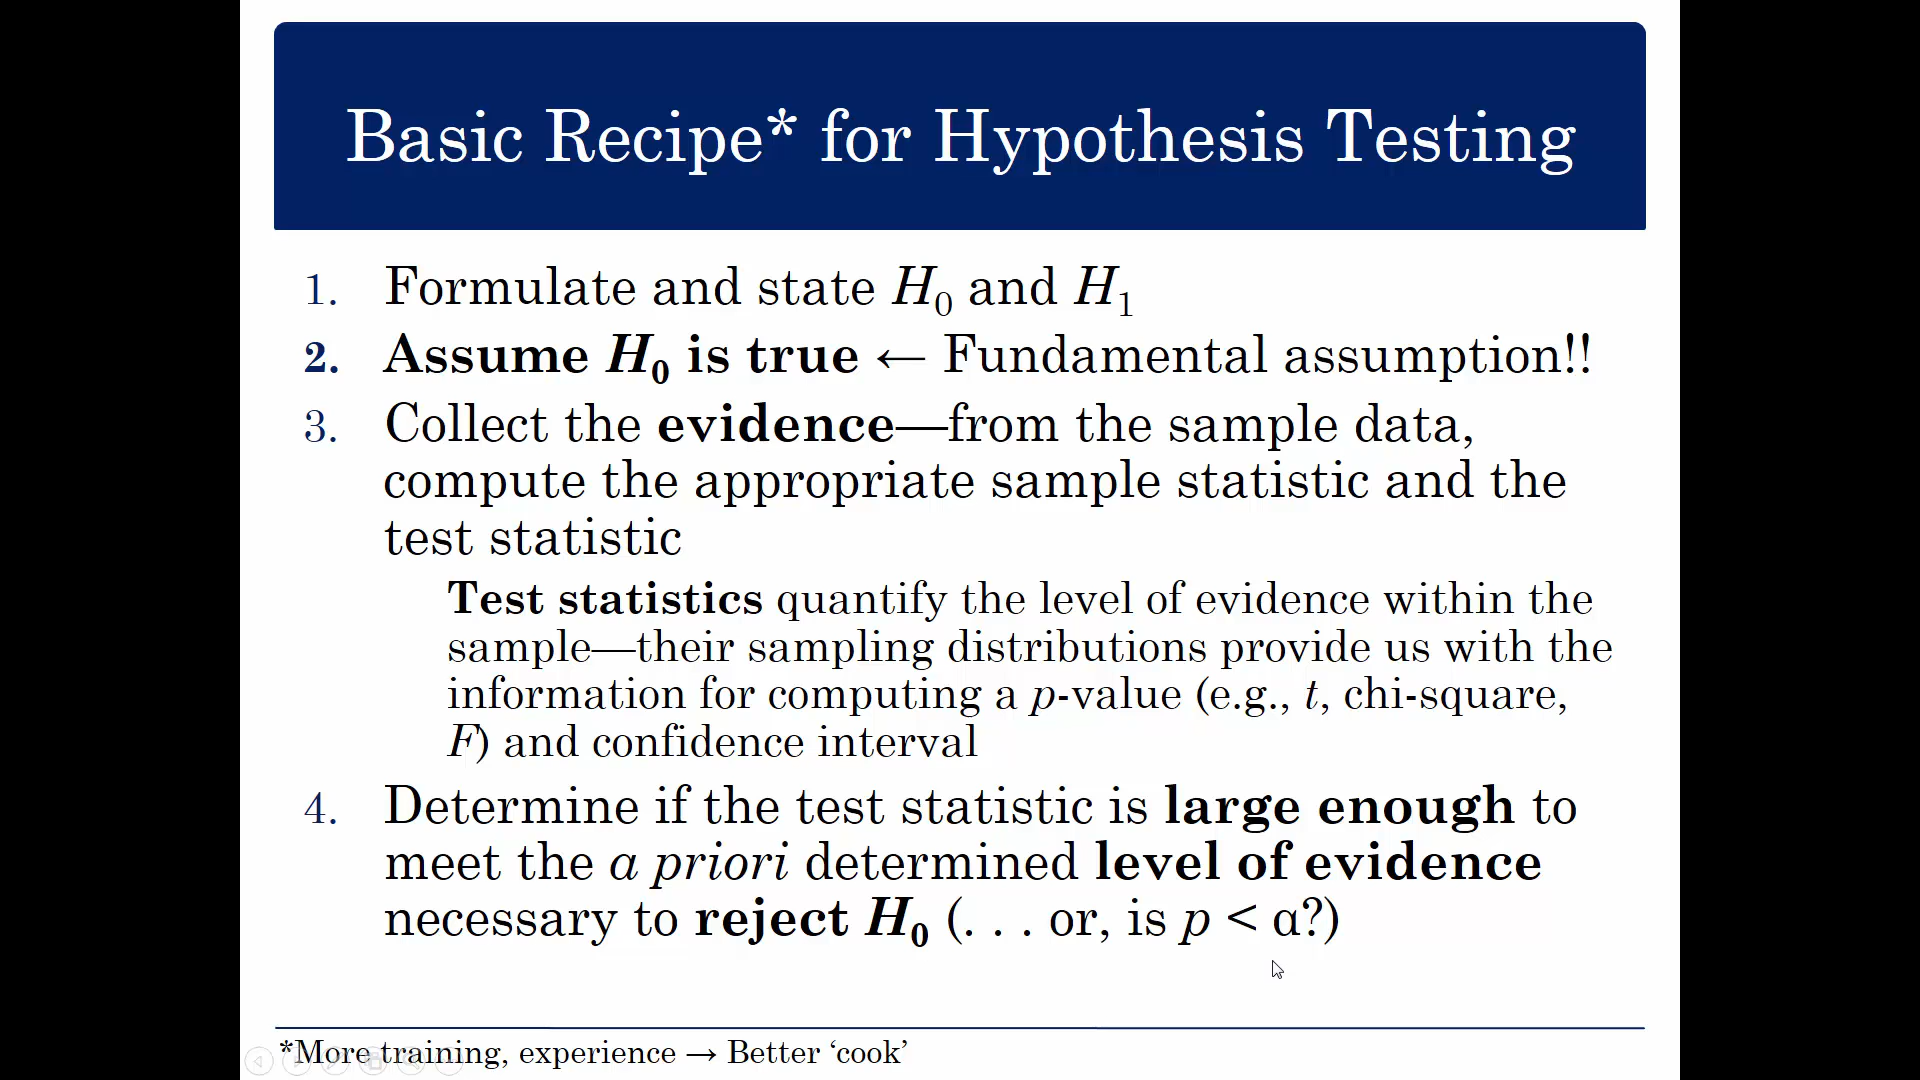 Basic Recipe* for Hypothesis Testing
1. Formulate and state H0 and H1
2. Assume H0 is true ← Fundamental assumption!!
3. Collect the evidence—from the sample data,
compute the appropriate sample statistic and the
test statistic
Test statistics quantify the level of evidence within the
sample—their sampling distributions provide us with the
information for computing a p-value (e.g., t, chi-square,
F) and confidence interval
4. Determine if the test statistic is large enough to
meet the a priori determined level of evidence
necessary to reject H0 (. . . or, is p < α?)
*More training, experience → Better ‘cook’